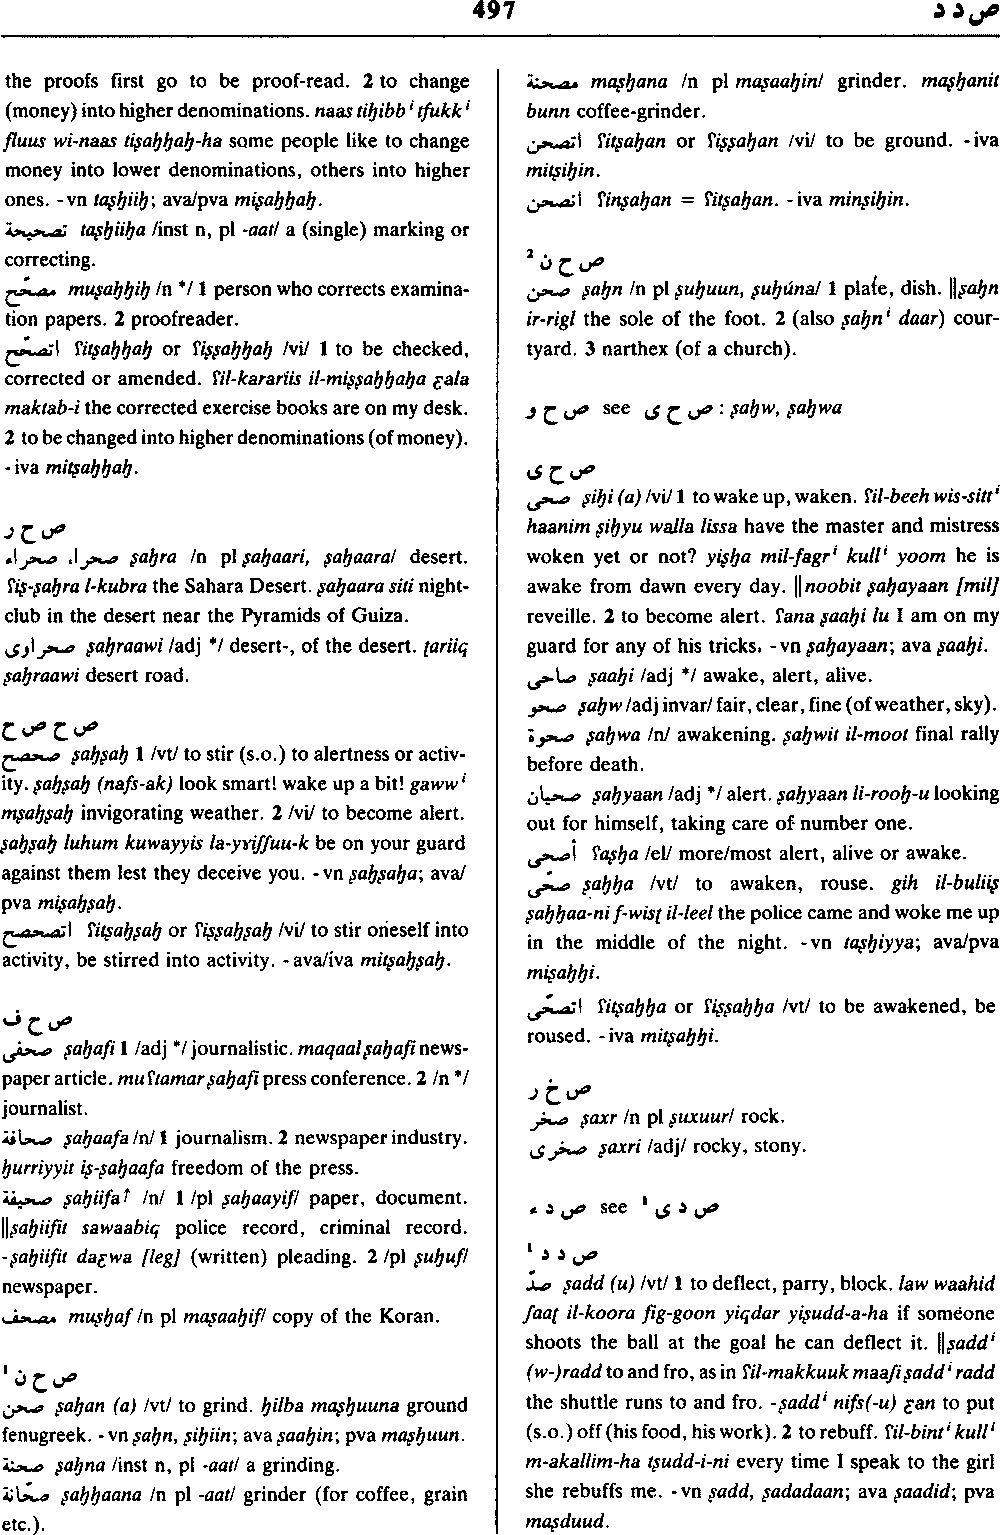 497
ص د د
the proofs first go to be proof-read. 2 to change
(money) into higher denominations. naas tiḥibbⁱ tfukkⁱ
fluus wi-naas tiṣaḥḥaḥ-ha some people like to change
money into lower denominations, others into higher
ones. -vn taṣḥiiḥ; ava/pva miṣaḥḥaḥ.
تصحيحة taṣḥiiḥa /inst n, pl -aat/ a (single) marking or
correcting.
مصحّح muṣaḥḥiḥ /n */ 1 person who corrects examina-
tion papers. 2 proofreader.
اتصحّح ʕitṣaḥḥaḥ or ʕiṣṣaḥḥaḥ /vi/ 1 to be checked,
corrected or amended. ʕil-karariis il-miṣṣaḥḥaḥa ɛala
maktab-i the corrected exercise books are on my desk.
2 to be changed into higher denominations (of money).
-iva mitṣaḥḥaḥ.
ص ح ر
صحرا، صحراء ṣaḥra /n pl ṣaḥaari, ṣaḥaara/ desert.
ʕiṣ-ṣaḥra l-kubra the Sahara Desert. ṣaḥaara siti night-
club in the desert near the Pyramids of Guiza.
صحراوى ṣaḥraawi /adj */ desert-, of the desert. ṭariiq
ṣaḥraawi desert road.
ص ح ص ح
صحصح ṣaḥṣaḥ 1 /vt/ to stir (s.o.) to alertness or activ-
ity. ṣaḥṣaḥ (nafs-ak) look smart! wake up a bit! gawwⁱ
mṣaḥṣaḥ invigorating weather. 2 /vi/ to become alert.
ṣaḥṣaḥ luhum kuwayyis la-yxiffuu-k be on your guard
against them lest they deceive you. -vn ṣaḥṣaḥa; ava/
pva miṣaḥṣaḥ.
اتصحصح ʕitṣaḥṣaḥ or ʕiṣṣaḥṣaḥ /vi/ to stir oneself into
activity, be stirred into activity. -ava/iva mitṣaḥṣaḥ.
ص ح ف
صحفى ṣaḥafi 1 /adj */ journalistic. maqaal ṣaḥafi news-
paper article. muʕtamar ṣaḥafi press conference. 2 /n */
journalist.
صحافة ṣaḥaafa /n/ 1 journalism. 2 newspaper industry.
ḥurriyyit iṣ-ṣaḥaafa freedom of the press.
صحيفة ṣaḥiifa↑ /n/ 1 /pl ṣaḥaayif/ paper, document.
‖ṣaḥiifit sawaabiq police record, criminal record.
-ṣaḥiifit daɛwa [leg] (written) pleading. 2 /pl ṣuḥuf/
newspaper.
مصحف muṣḥaf /n pl maṣaaḥif/ copy of the Koran.
ص ح ن ¹
صحن ṣaḥan (a) /vt/ to grind. ḥilba maṣḥuuna ground
fenugreek. -vn ṣaḥn, ṣiḥiin; ava ṣaaḥin; pva maṣḥuun.
صحنة ṣaḥna /inst n, pl -aat/ a grinding.
صحّانة ṣaḥḥaana /n pl -aat/ grinder (for coffee, grain
etc.).
مصحنة maṣḥana /n pl maṣaaḥin/ grinder. maṣḥanit
bunn coffee-grinder.
اتصحن ʕitṣaḥan or ʕiṣṣaḥan /vi/ to be ground. -iva
mitṣiḥin.
انصحن ʕinṣaḥan = ʕitṣaḥan. -iva minṣiḥin.
ص ح ن ²
صحن ṣaḥn /n pl ṣuḥuun, ṣuḥúna/ 1 plate, dish. ‖ṣaḥn
ir-rigl the sole of the foot. 2 (also ṣaḥnⁱ daar) cour-
tyard. 3 narthex (of a church).
ص ح و see ص ح ى : ṣaḥw, ṣaḥwa
ص ح ى
صحى ṣiḥi (a) /vi/ 1 to wake up, waken. ʕil-beeh wis-sittⁱ
haanim ṣiḥyu walla lissa have the master and mistress
woken yet or not? yiṣḥa mil-fagrⁱ kullⁱ yoom he is
awake from dawn every day. ‖noobit ṣaḥayaan [mil]
reveille. 2 to become alert. ʕana ṣaaḥi lu I am on my
guard for any of his tricks. -vn ṣaḥayaan; ava ṣaaḥi.
صاحى ṣaaḥi /adj */ awake, alert, alive.
صحو ṣaḥw /adj invar/ fair, clear, fine (of weather, sky).
صحوة ṣaḥwa /n/ awakening. ṣaḥwit il-moot final rally
before death.
صحيان ṣaḥyaan /adj */ alert. ṣaḥyaan li-rooḥ-u looking
out for himself, taking care of number one.
أصحى ʕaṣḥa /el/ more/most alert, alive or awake.
صحّى ṣaḥḥa /vt/ to awaken, rouse. gih il-buliiṣ
ṣaḥḥaa-ni f-wisṭ il-leel the police came and woke me up
in the middle of the night. -vn taṣḥiyya; ava/pva
miṣaḥḥi.
اتصحّى ʕitṣaḥḥa or ʕiṣṣaḥḥa /vt/ to be awakened, be
roused. -iva mitṣaḥḥi.
ص خ ر
صخر ṣaxr /n pl ṣuxuur/ rock.
صخرى ṣaxri /adj/ rocky, stony.
ص د ء see ص د ى ¹
ص د د ¹
صدّ ṣadd (u) /vt/ 1 to deflect, parry, block. law waaḥid
ʃaaṭ il-koora fig-goon yiqdar yiṣudd-a-ha if someone
shoots the ball at the goal he can deflect it. ‖ṣaddⁱ
(w-)radd to and fro, as in ʕil-makkuuk maaʃi ṣaddⁱ radd
the shuttle runs to and fro. -ṣaddⁱ nifs(-u) ɛan to put
(s.o.) off (his food, his work). 2 to rebuff. ʕil-bintⁱ kullⁱ
m-akallim-ha tṣudd-i-ni every time I speak to the girl
she rebuffs me. -vn ṣadd, ṣadadaan; ava ṣaadid; pva
maṣduud.